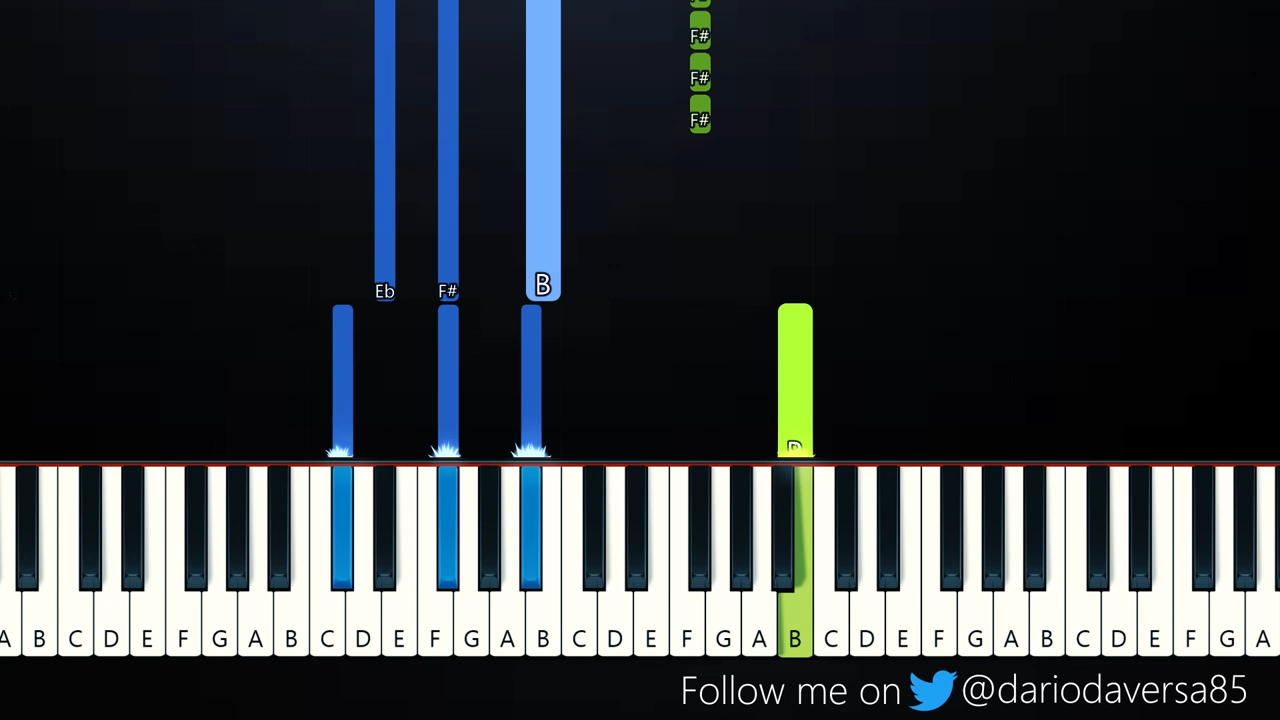 F#
F#
F#
Eb F# B
A B C D E F G A B C D E F G A B C D E F G A B C D E F G A B C D E F G A
Follow me on @dariodaversa85